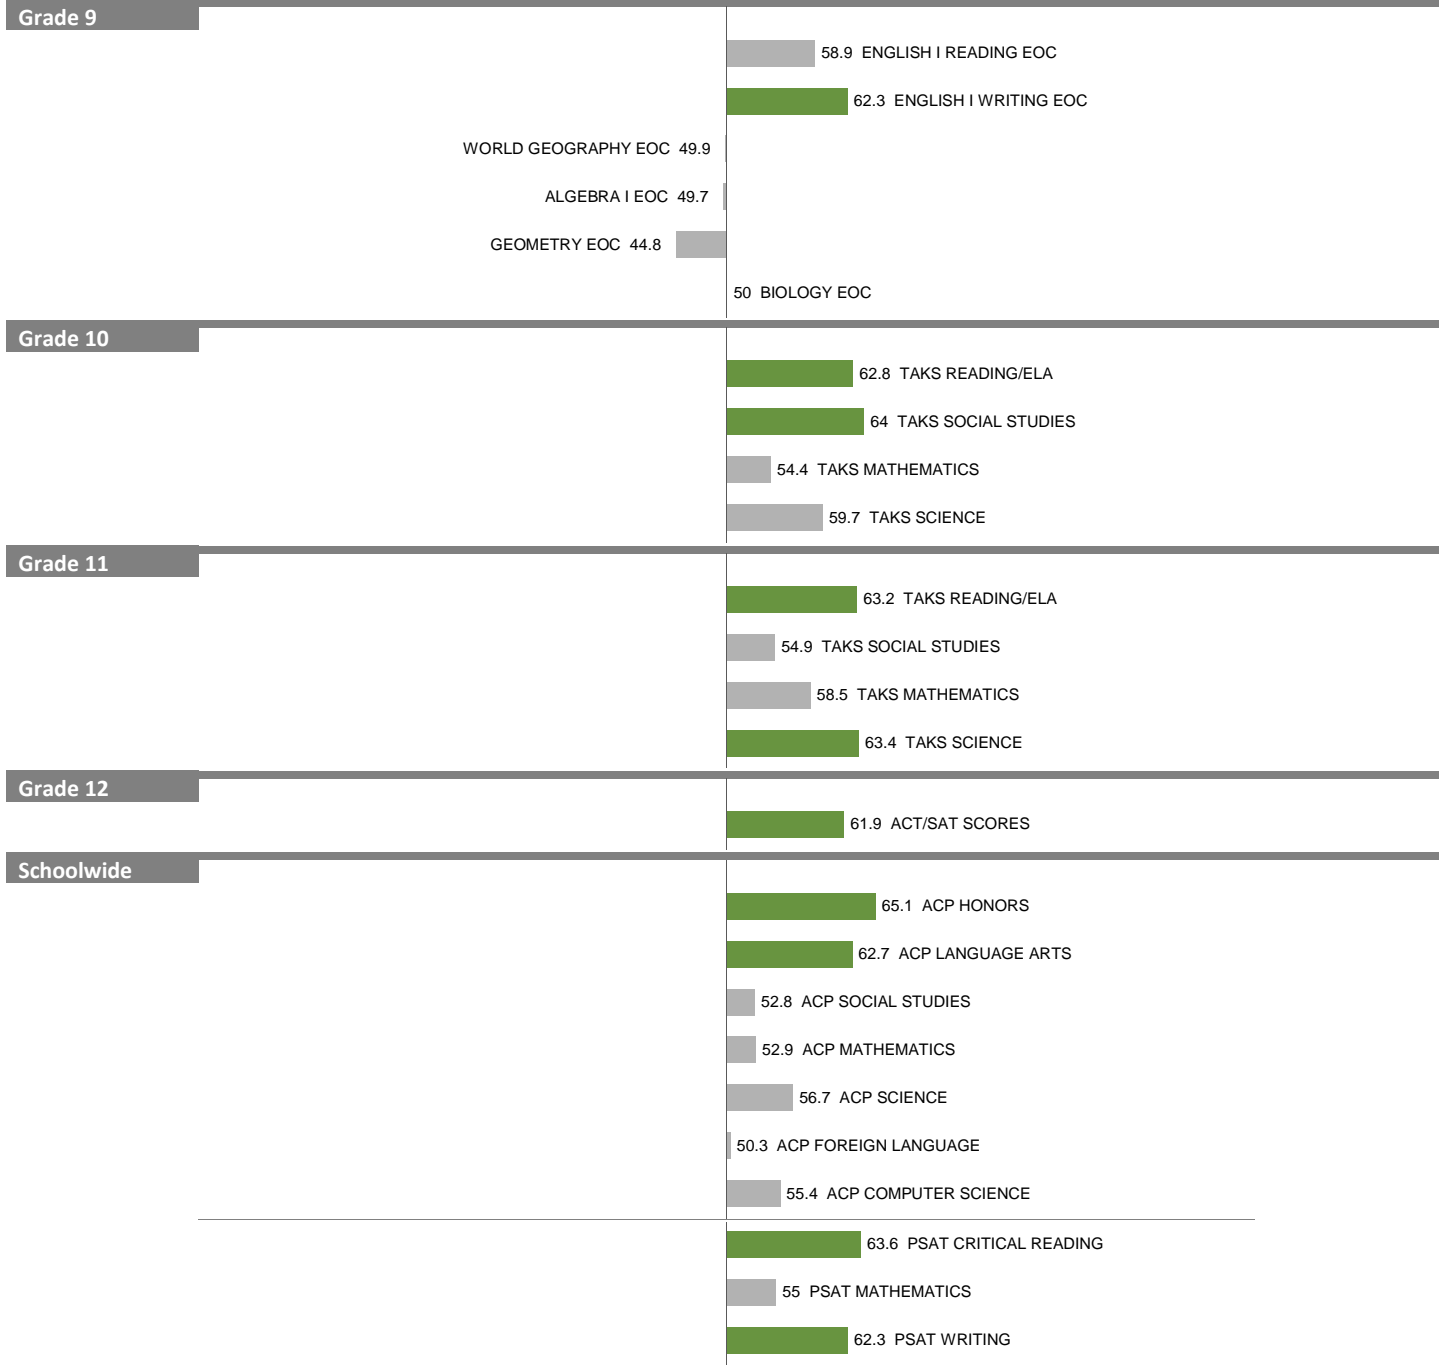 Grade 9
58.9 ENGLISH I READING EOC
62.3 ENGLISH I WRITING EOC
WORLD GEOGRAPHY EOC 49.9
ALGEBRA I EOC 49.7
GEOMETRY EOC 44.8
50 BIOLOGY EOC
Grade 10
62.8 TAKS READING/ELA
64 TAKS SOCIAL STUDIES
54.4 TAKS MATHEMATICS
59.7 TAKS SCIENCE
Grade 11
63.2 TAKS READING/ELA
54.9 TAKS SOCIAL STUDIES
58.5 TAKS MATHEMATICS
63.4 TAKS SCIENCE
Grade 12
61.9 ACT/SAT SCORES
Schoolwide
65.1 ACP HONORS
62.7 ACP LANGUAGE ARTS
52.8 ACP SOCIAL STUDIES
52.9 ACP MATHEMATICS
56.7 ACP SCIENCE
50.3 ACP FOREIGN LANGUAGE
55.4 ACP COMPUTER SCIENCE
63.6 PSAT CRITICAL READING
55 PSAT MATHEMATICS
62.3 PSAT WRITING